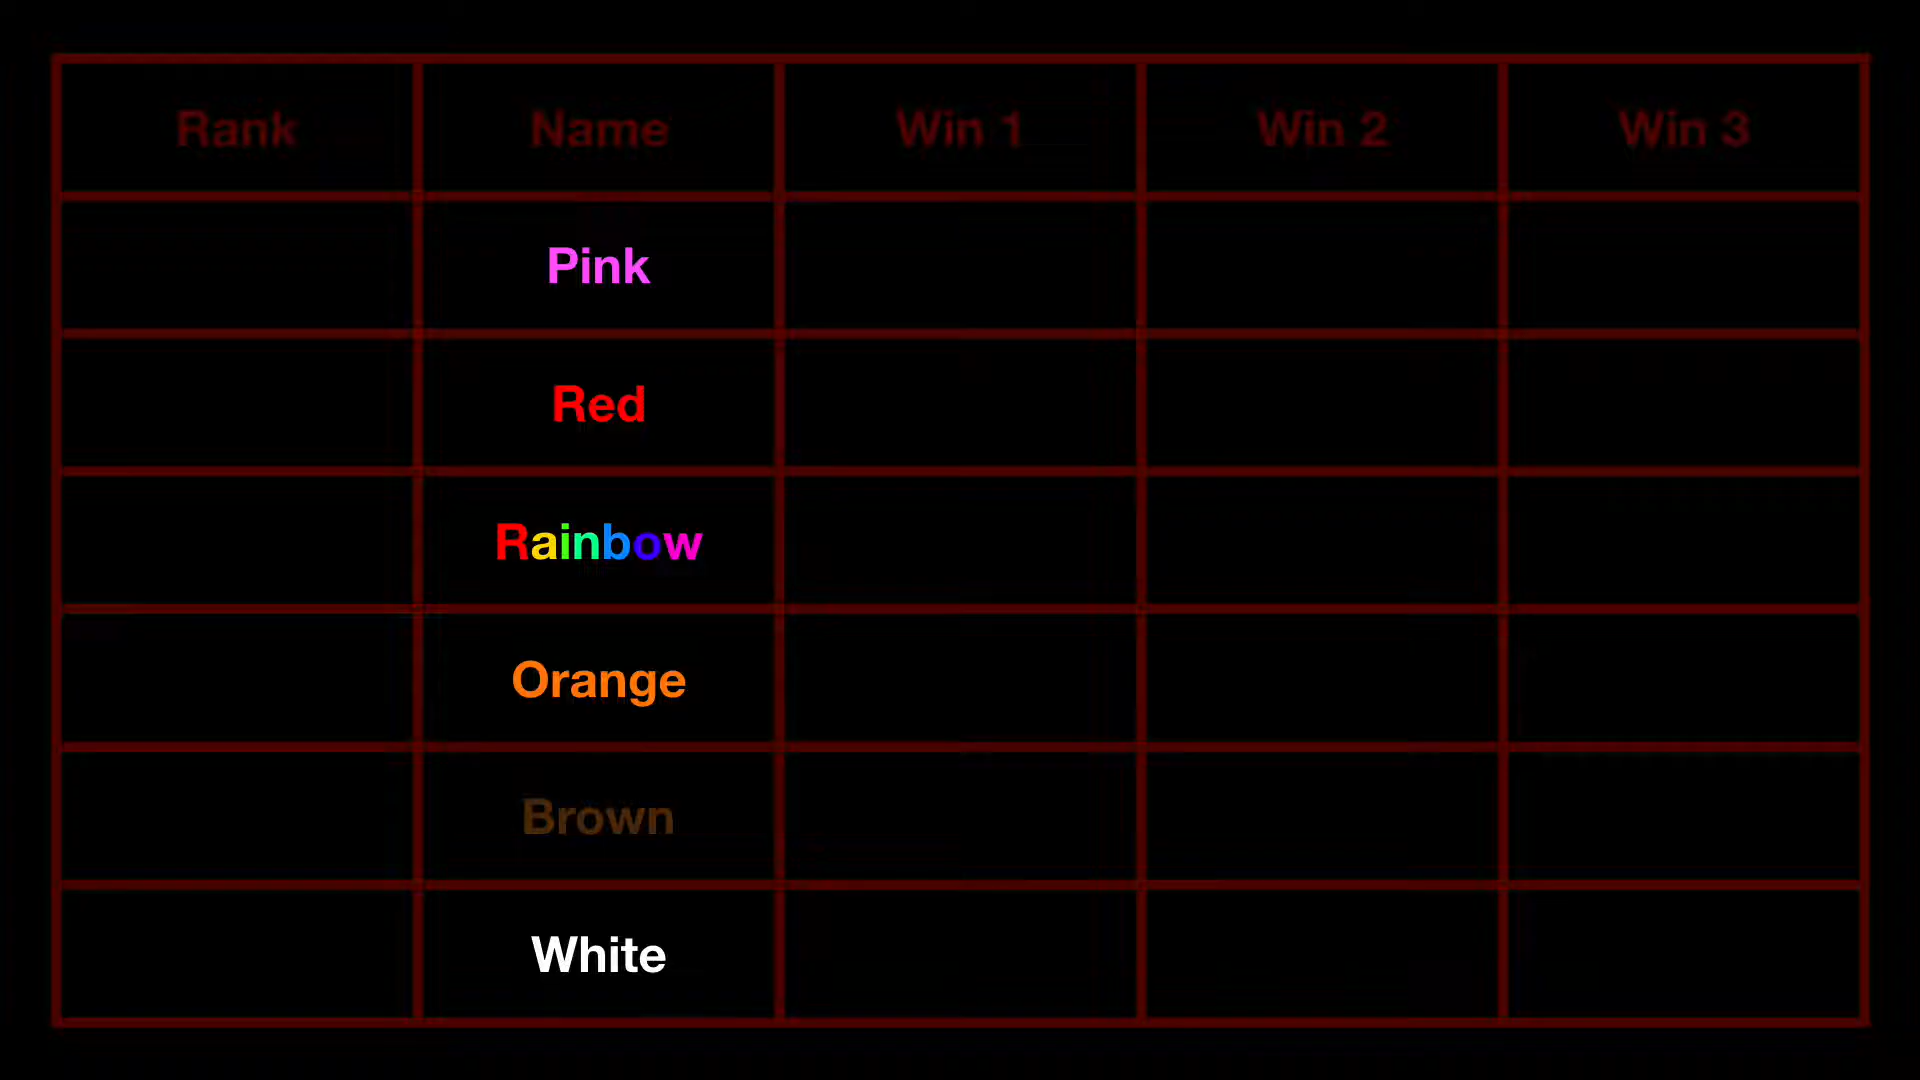 Rank Name Win 1 Win 2 Win 3
Pink
Red
Rainbow
Orange
Brown
White